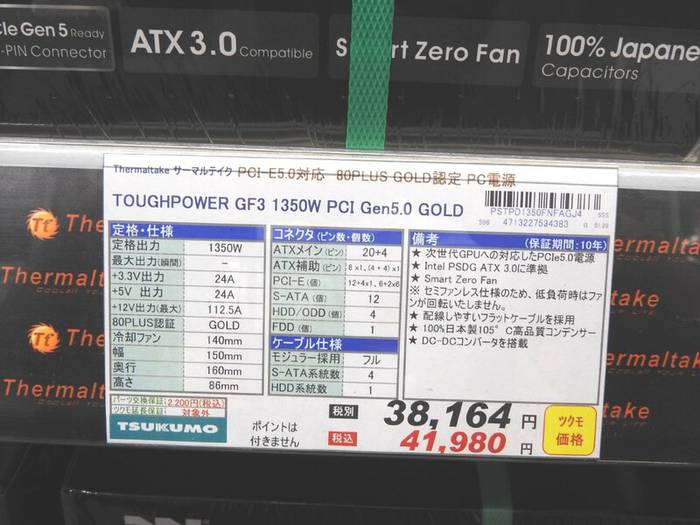 tle Gen 5 Ready
-PIN Connector
ATX 3.0 Compatible
S rt Zero Fan
100% Japane
Capacitors
Thermaltake サーマルテイク PCI-E5.0対応 80PLUS GOLD認定 PC電源
TOUGHPOWER GF3 1350W PCI Gen5.0 GOLD
PSTPD1350FNFAGJ4
4713227534383
定格・仕様
定格出力 1350W
最大出力(瞬間) -
+3.3V出力 24A
+5V 出力 24A
+12V出力(最大) 112.5A
80PLUS認証 GOLD
冷却ファン 140mm
幅 150mm
奥行 160mm
高さ 86mm
コネクタ(ピン数・個数)
ATXメイン(ピン) 20+4
ATX補助(ピン) 8 x1, (4+4) x1
PCI-E (個) 12+4x1, 6+2x6
S-ATA (個) 12
HDD/ODD (個) 4
FDD (個) 1
ケーブル仕様
モジュラー採用 フル
S-ATA系統数 4
HDD系統数 1
備考 (保証期間:10年)
★ 次世代GPUへの対応したPCIe5.0電源
★ Intel PSDG ATX 3.0に準拠
★ Smart Zero Fan
※ セミファンレス仕様のため、低負荷時はファ
ンが回転いたしません。
★ 配線しやすいフラットケーブルを採用
★ 100%日本製105°C高品質コンデンサー
★ DC-DCコンバータを搭載
パーツ交換保証: 2,200円(税込)
ツクモ延長保証: 対象外
TSUKUMO
ポイントは
付きません
税別 38,164 円
税込 41,980 円
ツクモ
価格
Tt The
Thermaltak
COOLER YOUR
Tt The
Thermaltak
Thermaltake
rmaltake